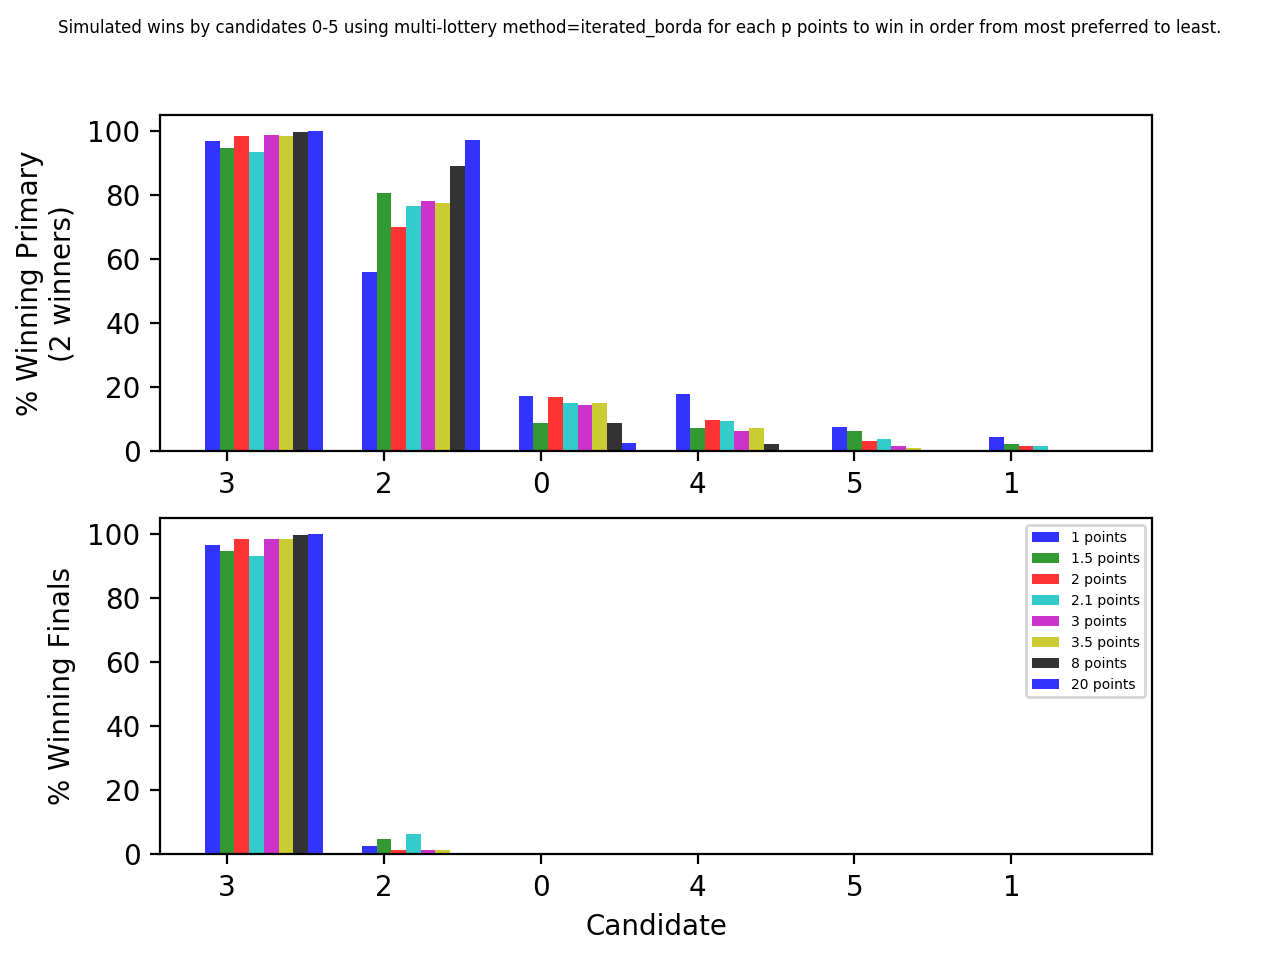 Simulated wins by candidates 0-5 using multi-lottery method=iterated_borda for each p points to win in order from most preferred to least.
% Winning Primary
(2 winners)
100
80
60
40
20
0
3 2 0 4 5 1
% Winning Finals
100
80
60
40
20
0
1 points
1.5 points
2 points
2.1 points
3 points
3.5 points
8 points
20 points
3 2 0 4 5 1
Candidate